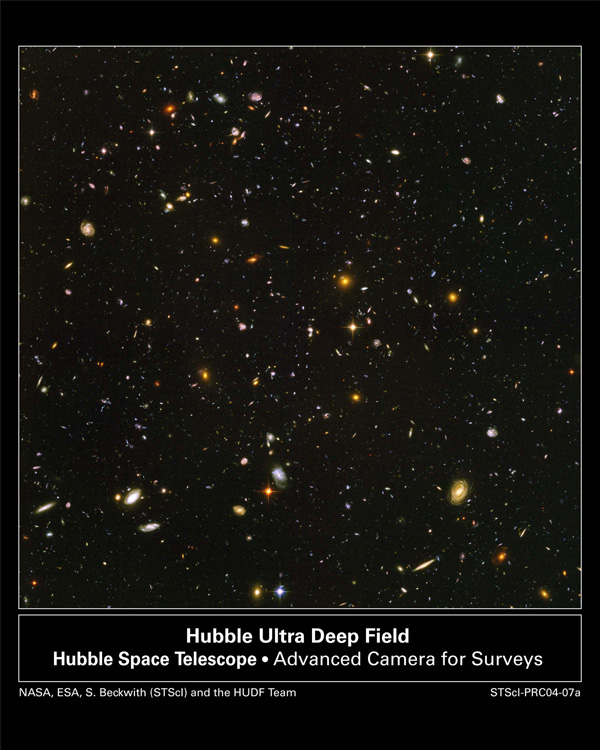 Hubble Ultra Deep Field
Hubble Space Telescope • Advanced Camera for Surveys
NASA, ESA, S. Beckwith (STScI) and the HUDF Team
STScI-PRC04-07a